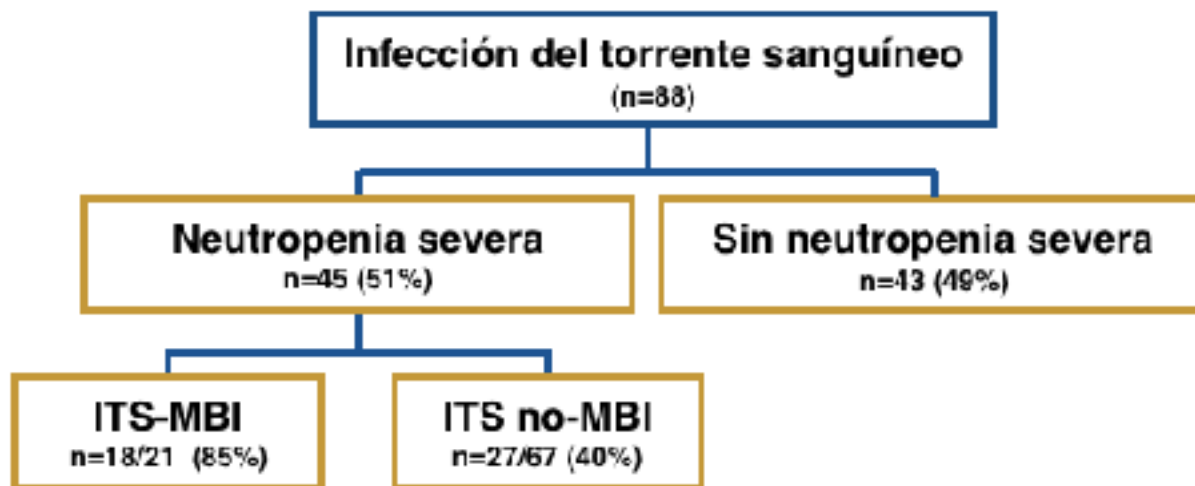 Infección del torrente sanguíneo
(n=88)
Neutropenia severa
n=45 (51%)
Sin neutropenia severa
n=43 (49%)
ITS-MBI
n=18/21 (85%)
ITS no-MBI
n=27/67 (40%)